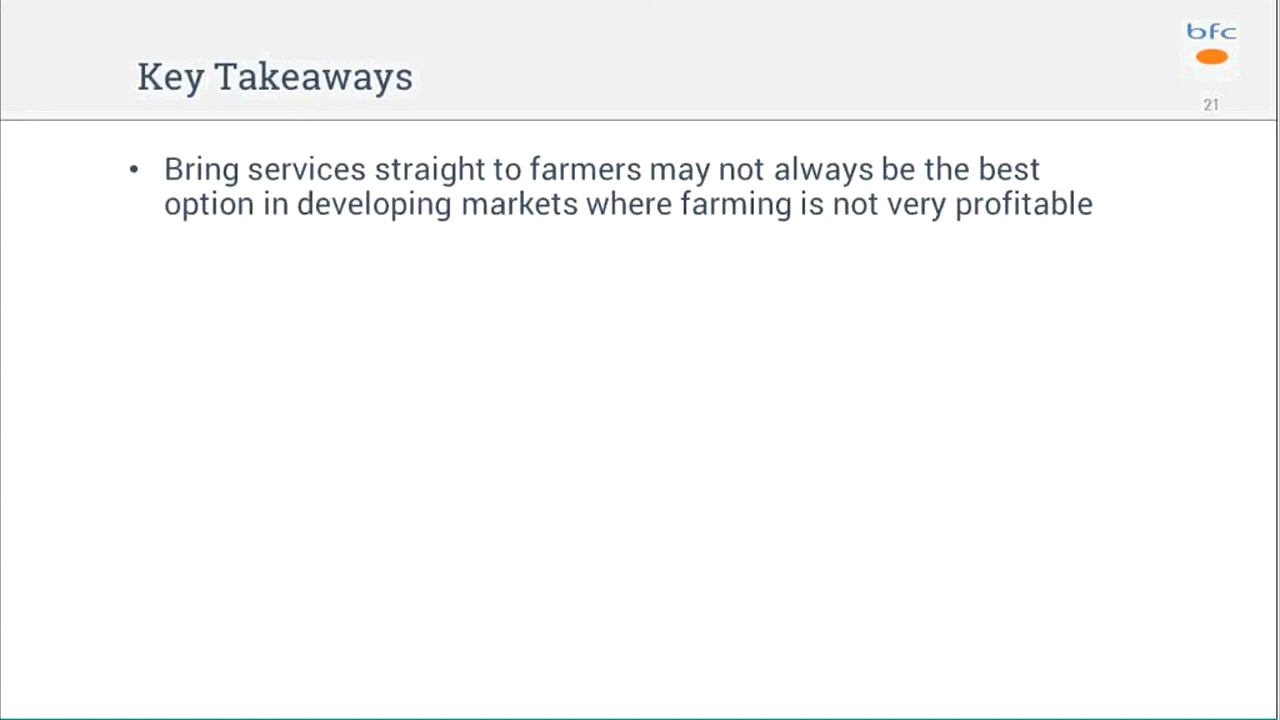 bfc
Key Takeaways
21
• Bring services straight to farmers may not always be the best
option in developing markets where farming is not very profitable